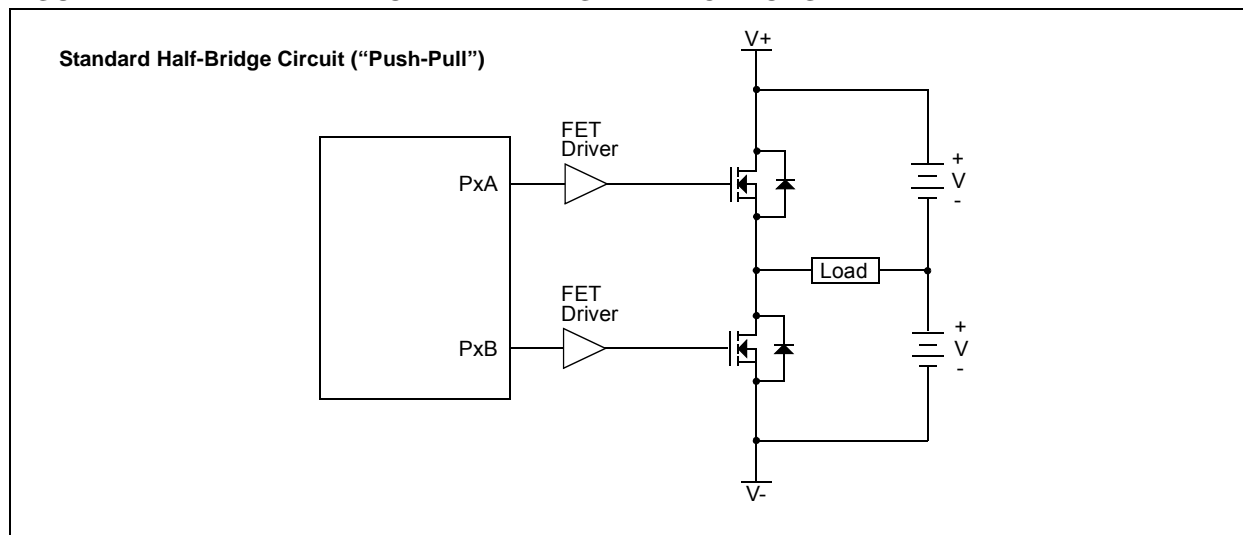 Standard Half-Bridge Circuit (“Push-Pull”)
V+
FET
Driver
PxA
+
V
-
Load
FET
Driver
PxB
+
V
-
V-